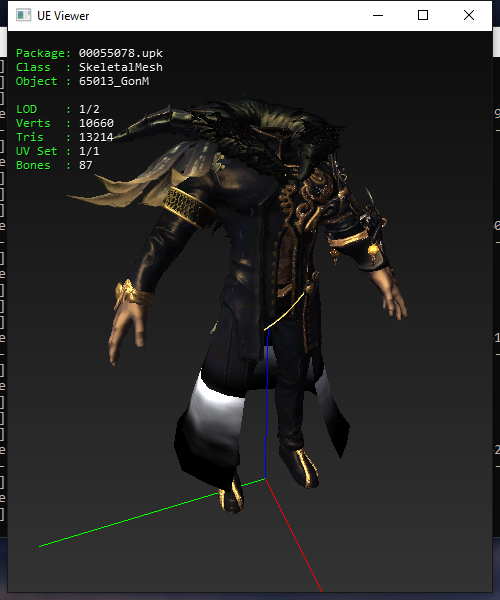 UE Viewer
Package: 00055078.upk
Class  : SkeletalMesh
Object : 65013_GonM
LOD    : 1/2
Verts  : 10660
Tris   : 13214
UV Set : 1/1
Bones  : 87